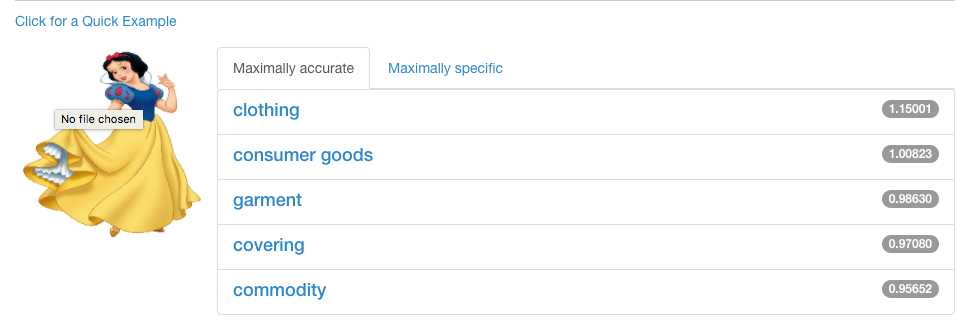 Click for a Quick Example
Maximally accurate Maximally specific
No file chosen
clothing 1.15001
consumer goods 1.00823
garment 0.98630
covering 0.97080
commodity 0.95652